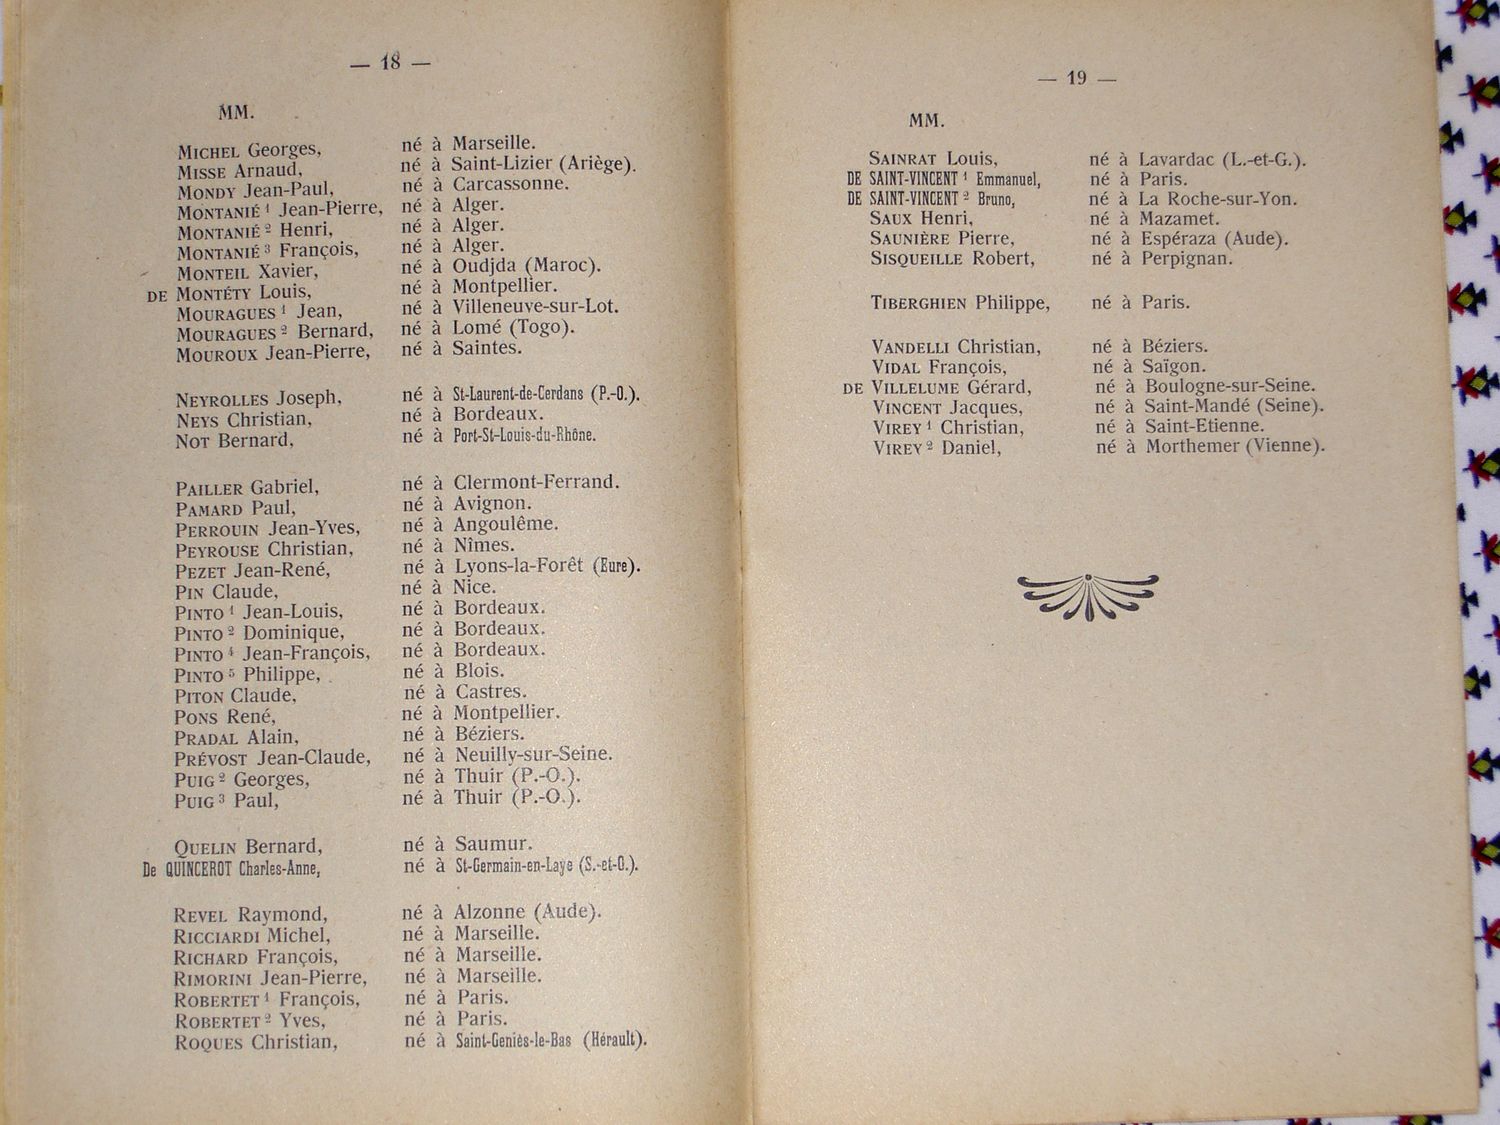 — 18 —
MM.
MICHEL Georges, né à Marseille.
MISSE Arnaud, né à Saint-Lizier (Ariège).
MONDY Jean-Paul, né à Carcassonne.
MONTANIÉ ¹ Jean-Pierre, né à Alger.
MONTANIÉ ² Henri, né à Alger.
MONTANIÉ ³ François, né à Alger.
MONTEIL Xavier, né à Oudjda (Maroc).
DE MONTÉTY Louis, né à Montpellier.
MOURAGUES ¹ Jean, né à Villeneuve-sur-Lot.
MOURAGUES ² Bernard, né à Lomé (Togo).
MOUROUX Jean-Pierre, né à Saintes.
NEYROLLES Joseph, né à St-Laurent-de-Cerdans (P.-O.).
NEYS Christian, né à Bordeaux.
NOT Bernard, né à Port-St-Louis-du-Rhône.
PAILLER Gabriel, né à Clermont-Ferrand.
PAMARD Paul, né à Avignon.
PERROUIN Jean-Yves, né à Angoulême.
PEYROUSE Christian, né à Nîmes.
PEZET Jean-René, né à Lyons-la-Forêt (Eure).
PIN Claude, né à Nice.
PINTO ¹ Jean-Louis, né à Bordeaux.
PINTO ² Dominique, né à Bordeaux.
PINTO ⁴ Jean-François, né à Bordeaux.
PINTO ⁵ Philippe, né à Blois.
PITON Claude, né à Castres.
PONS René, né à Montpellier.
PRADAL Alain, né à Béziers.
PRÉVOST Jean-Claude, né à Neuilly-sur-Seine.
PUIG ² Georges, né à Thuir (P.-O.).
PUIG ³ Paul, né à Thuir (P.-O.).
QUELIN Bernard, né à Saumur.
De QUINCEROT Charles-Anne, né à St-Germain-en-Laye (S.-et-O.).
REVEL Raymond, né à Alzonne (Aude).
RICCIARDI Michel, né à Marseille.
RICHARD François, né à Marseille.
RIMORINI Jean-Pierre, né à Marseille.
ROBERTET ¹ François, né à Paris.
ROBERTET ² Yves, né à Paris.
ROQUES Christian, né à Saint-Geniès-le-Bas (Hérault).
— 19 —
MM.
SAINRAT Louis, né à Lavardac (L.-et-G.).
DE SAINT-VINCENT ¹ Emmanuel, né à Paris.
DE SAINT-VINCENT ² Bruno, né à La Roche-sur-Yon.
SAUX Henri, né à Mazamet.
SAUNIÈRE Pierre, né à Espéraza (Aude).
SISQUEILLE Robert, né à Perpignan.
TIBERGHIEN Philippe, né à Paris.
VANDELLI Christian, né à Béziers.
VIDAL François, né à Saïgon.
DE VILLELUME Gérard, né à Boulogne-sur-Seine.
VINCENT Jacques, né à Saint-Mandé (Seine).
VIREY ¹ Christian, né à Saint-Etienne.
VIREY ² Daniel, né à Morthemer (Vienne).